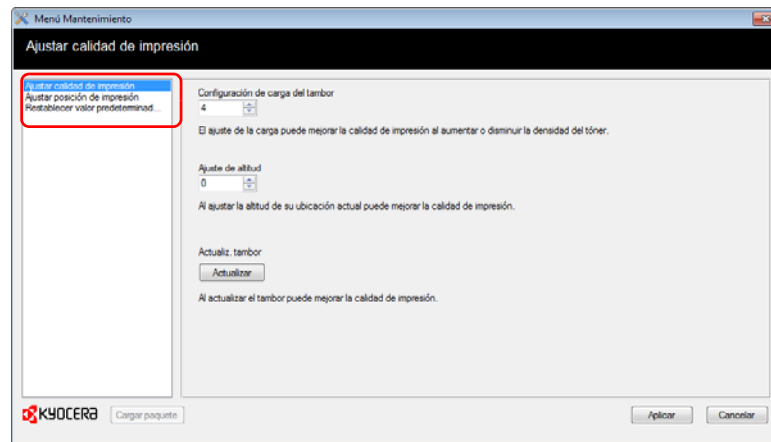 Menú Mantenimiento
Ajustar calidad de impresión
Ajustar calidad de impresión
Ajustar posición de impresión
Restablecer valor predeterminad...
Configuración de carga del tambor
4
El ajuste de la carga puede mejorar la calidad de impresión al aumentar o disminuir la densidad del tóner.
Ajuste de altitud
0
Al ajustar la altitud de su ubicación actual puede mejorar la calidad de impresión.
Actualiz. tambor
Actualizar
Al actualizar el tambor puede mejorar la calidad de impresión.
KYOCERA
Cargar paquete
Aplicar
Cancelar